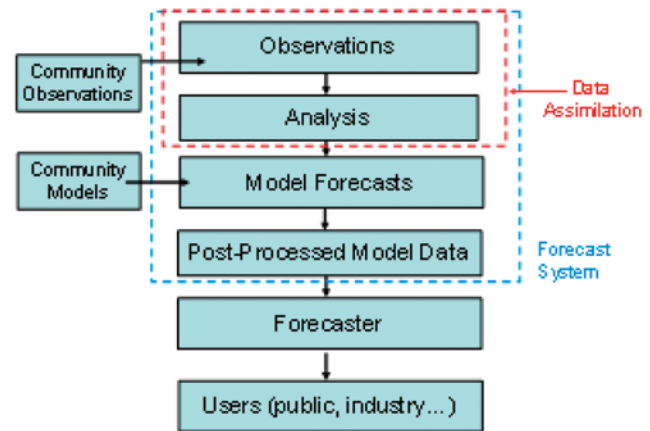 Observations
Community
Observations
Data
Assimilation
Analysis
Community
Models
Model Forecasts
Post-Processed Model Data
Forecast
System
Forecaster
Users (public, industry...)